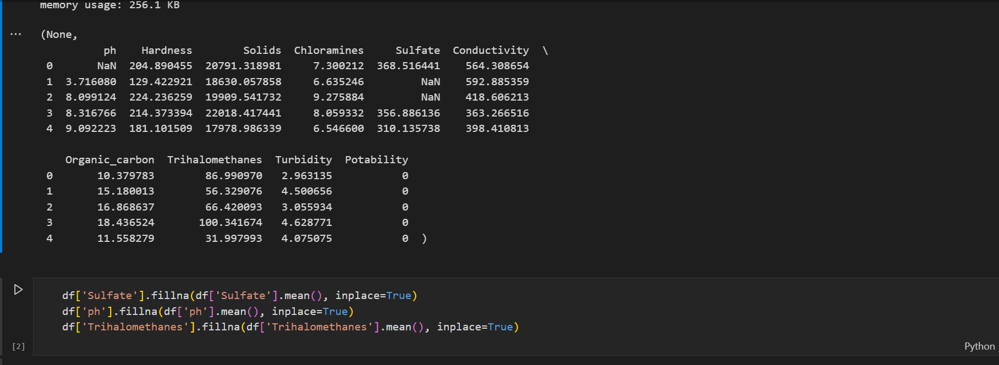 memory usage: 256.1 KB
... (None,
ph Hardness Solids Chloramines Sulfate Conductivity \
0 NaN 204.890455 20791.318981 7.300212 368.516441 564.308654
1 3.716080 129.422921 18630.057858 6.635246 NaN 592.885359
2 8.099124 224.236259 19909.541732 9.275884 NaN 418.606213
3 8.316766 214.373394 22018.417441 8.059332 356.886136 363.266516
4 9.092223 181.101509 17978.986339 6.546600 310.135738 398.410813
Organic_carbon Trihalomethanes Turbidity Potability
0 10.379783 86.990970 2.963135 0
1 15.180013 56.329076 4.500656 0
2 16.868637 66.420093 3.055934 0
3 18.436524 100.341674 4.628771 0
4 11.558279 31.997993 4.075075 0 )
df['Sulfate'].fillna(df['Sulfate'].mean(), inplace=True)
df['ph'].fillna(df['ph'].mean(), inplace=True)
df['Trihalomethanes'].fillna(df['Trihalomethanes'].mean(), inplace=True)
[2] Python